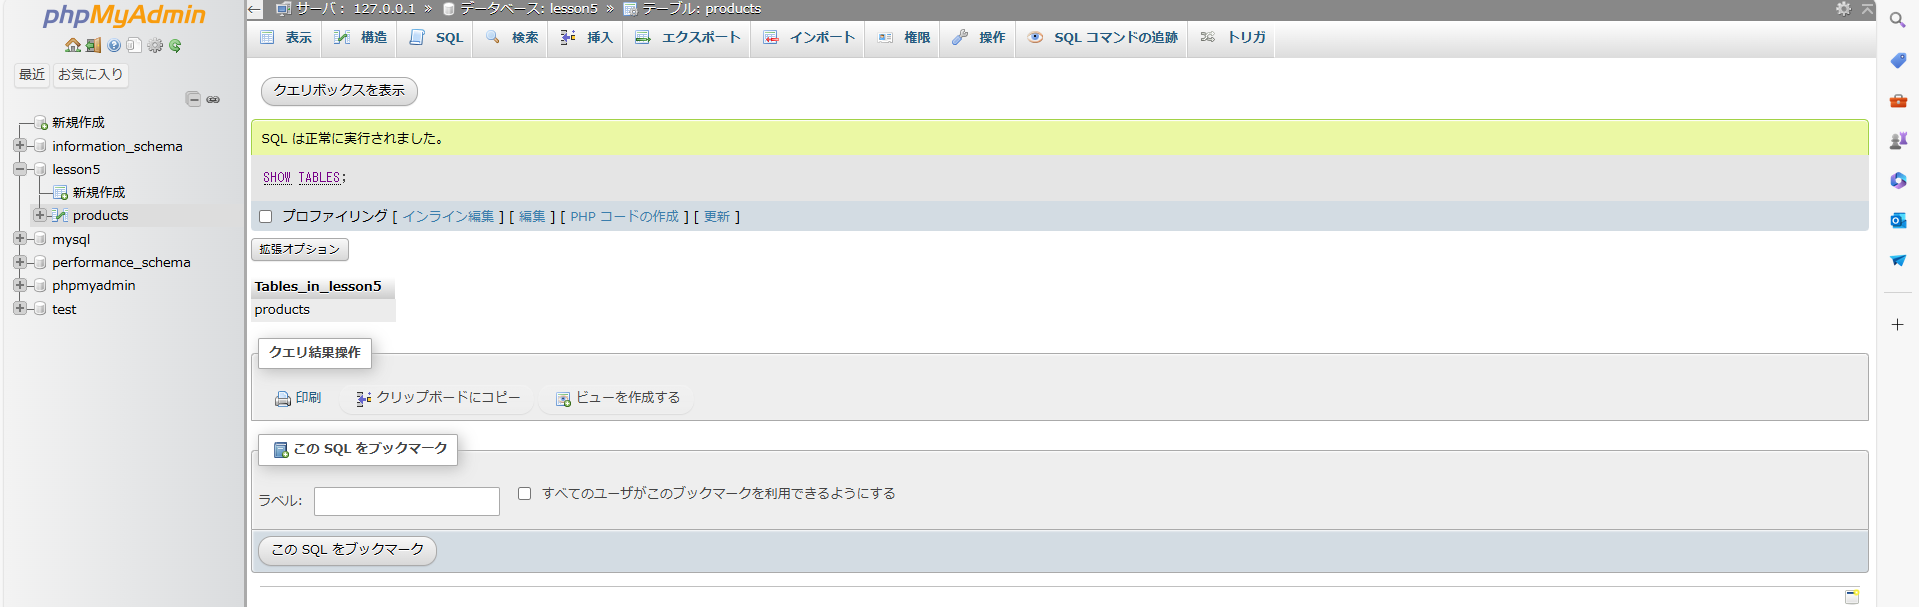 phpMyAdmin
最近 お気に入り
新規作成
information_schema
lesson5
新規作成
products
mysql
performance_schema
phpmyadmin
test
サーバ: 127.0.0.1 » データベース: lesson5 » テーブル: products
表示 構造 SQL 検索 挿入 エクスポート インポート 権限 操作 SQL コマンドの追跡 トリガ
クエリボックスを表示
SQL は正常に実行されました。
SHOW TABLES;
プロファイリング [ インライン編集 ] [ 編集 ] [ PHP コードの作成 ] [ 更新 ]
拡張オプション
Tables_in_lesson5
products
クエリ結果操作
印刷 クリップボードにコピー ビューを作成する
この SQL をブックマーク
ラベル: すべてのユーザがこのブックマークを利用できるようにする
この SQL をブックマーク